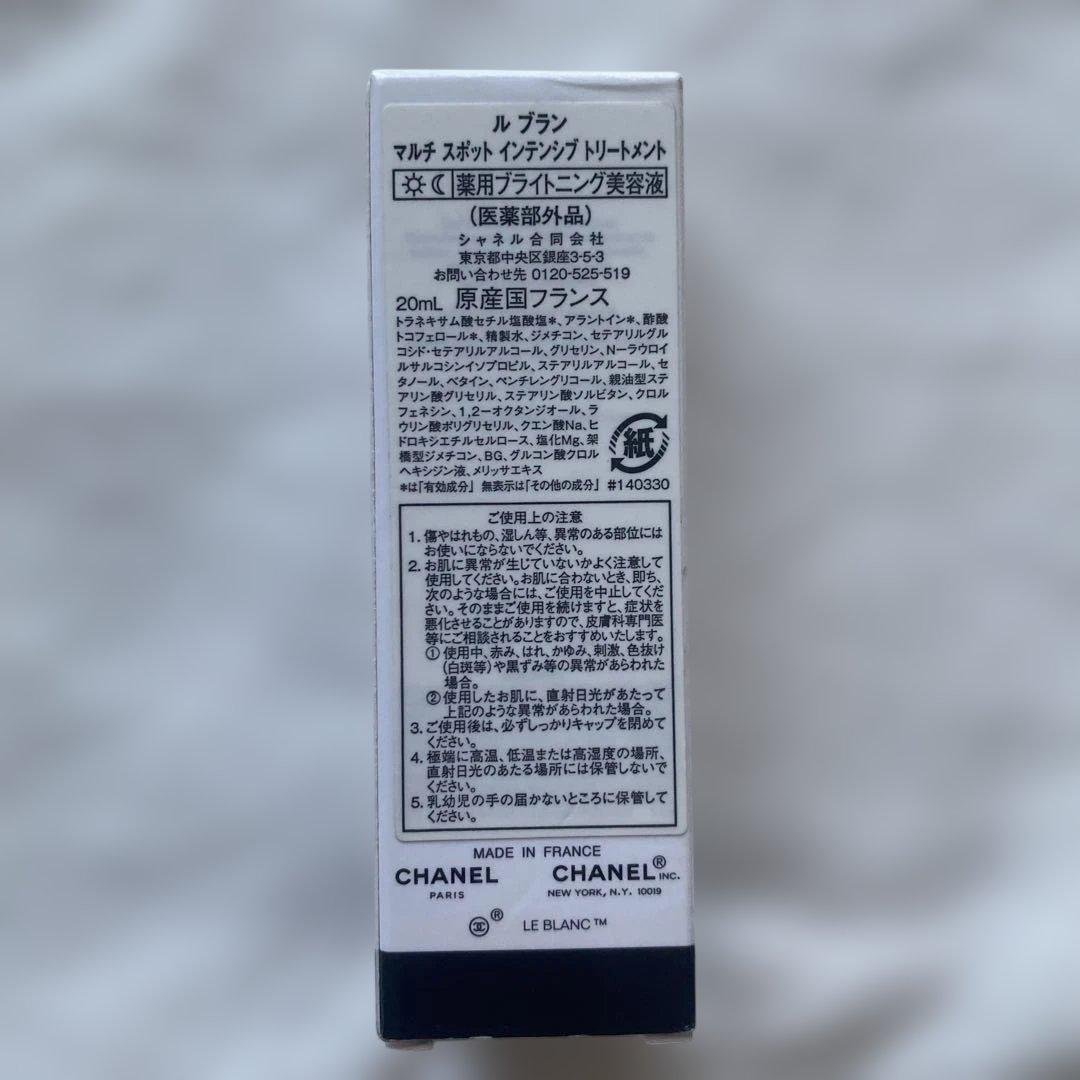 ル ブラン
マルチ スポット インテンシブ トリートメント
薬用ブライトニング美容液
（医薬部外品）
シャネル合同会社
東京都中央区銀座3-5-3
お問い合わせ先 0120-525-519
20mL 原産国フランス
トラネキサム酸セチル塩酸塩*、アラントイン*、酢酸
トコフェロール*、精製水、ジメチコン、セテアリルグル
コシド・セテアリルアルコール、グリセリン、N－ラウロイ
ルサルコシンイソプロピル、ステアリルアルコール、セ
タノール、ベタイン、ペンチレングリコール、親油型ステ
アリン酸グリセリル、ステアリン酸ソルビタン、クロル
フェネシン、1,2－オクタンジオール、ラ
ウリン酸ポリグリセリル、クエン酸Na、ヒ
ドロキシエチルセルロース、塩化Mg、架
橋型ジメチコン、BG、グルコン酸クロル
ヘキシジン液、メリッサエキス
紙
*は「有効成分」 無表示は「その他の成分」 #140330
ご使用上の注意
1. 傷やはれもの、湿しん等、異常のある部位には
お使いにならないでください。
2. お肌に異常が生じていないかよく注意して
使用してください。お肌に合わないとき、即ち、
次のような場合には、ご使用を中止してくだ
さい。そのままご使用を続けますと、症状を
悪化させることがありますので、皮膚科専門医
等にご相談されることをおすすめいたします。
① 使用中、赤み、はれ、かゆみ、刺激、色抜け
（白斑等）や黒ずみ等の異常があらわれた
場合。
② 使用したお肌に、直射日光があたって
上記のような異常があらわれた場合。
3. ご使用後は、必ずしっかりキャップを閉めて
ください。
4. 極端に高温、低温または高湿度の場所、
直射日光のあたる場所には保管しないで
ください。
5. 乳幼児の手の届かないところに保管して
ください。
MADE IN FRANCE
CHANEL CHANEL® INC.
PARIS NEW YORK, N.Y. 10019
® LE BLANC™